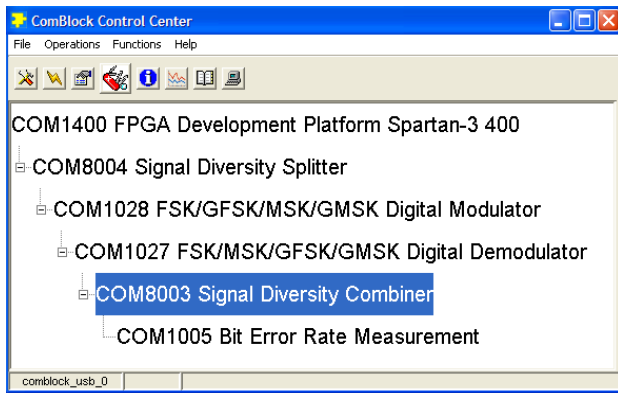 ComBlock Control Center
File Operations Functions Help
COM1400 FPGA Development Platform Spartan-3 400
COM8004 Signal Diversity Splitter
COM1028 FSK/GFSK/MSK/GMSK Digital Modulator
COM1027 FSK/MSK/GFSK/GMSK Digital Demodulator
COM8003 Signal Diversity Combiner
COM1005 Bit Error Rate Measurement
comblock_usb_0